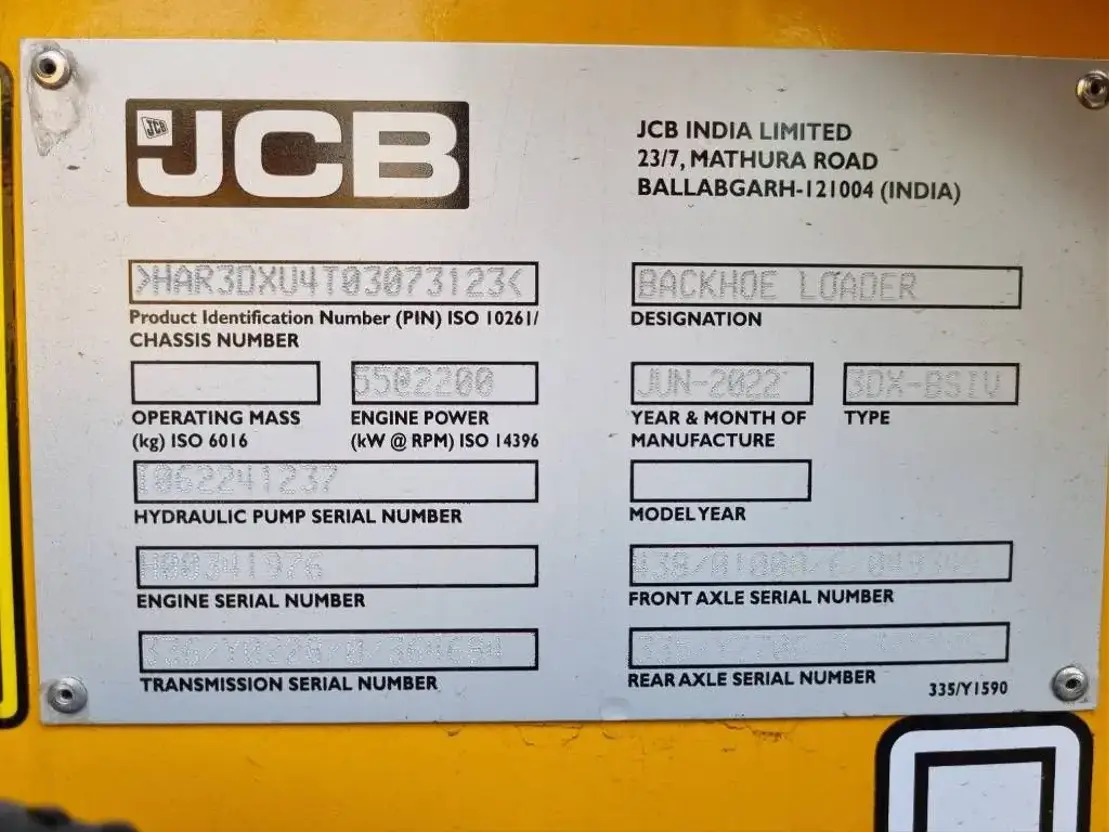 JCB
JCB INDIA LIMITED
23/7, MATHURA ROAD
BALLABGARH-121004 (INDIA)
>HAR3DXU4T03073123<
Product Identification Number (PIN) ISO 10261/
CHASSIS NUMBER
BACKHOE LOADER
DESIGNATION
5502200
OPERATING MASS
(kg) ISO 6016
ENGINE POWER
(kW @ RPM) ISO 14396
JUN-2022
YEAR & MONTH OF
MANUFACTURE
3DX-BSIV
TYPE
I062241237
HYDRAULIC PUMP SERIAL NUMBER
MODEL YEAR
H00341976
ENGINE SERIAL NUMBER
FRONT AXLE SERIAL NUMBER
TRANSMISSION SERIAL NUMBER
REAR AXLE SERIAL NUMBER
335/Y1590